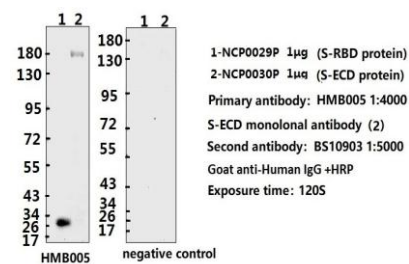 1 2
180
130
95
72
55
43
34
26
17
HMB005
1 2
180
130
95
72
55
43
34
26
17
negative control
1-NCP0029P 1μg (S-RBD protein)
2-NCP0030P 1μg (S-ECD protein)
Primary antibody: HMB005 1:4000
S-ECD monolonal antibody (2)
Second antibody: BS10903 1:5000
Goat anti-Human IgG +HRP
Exposure time: 120S